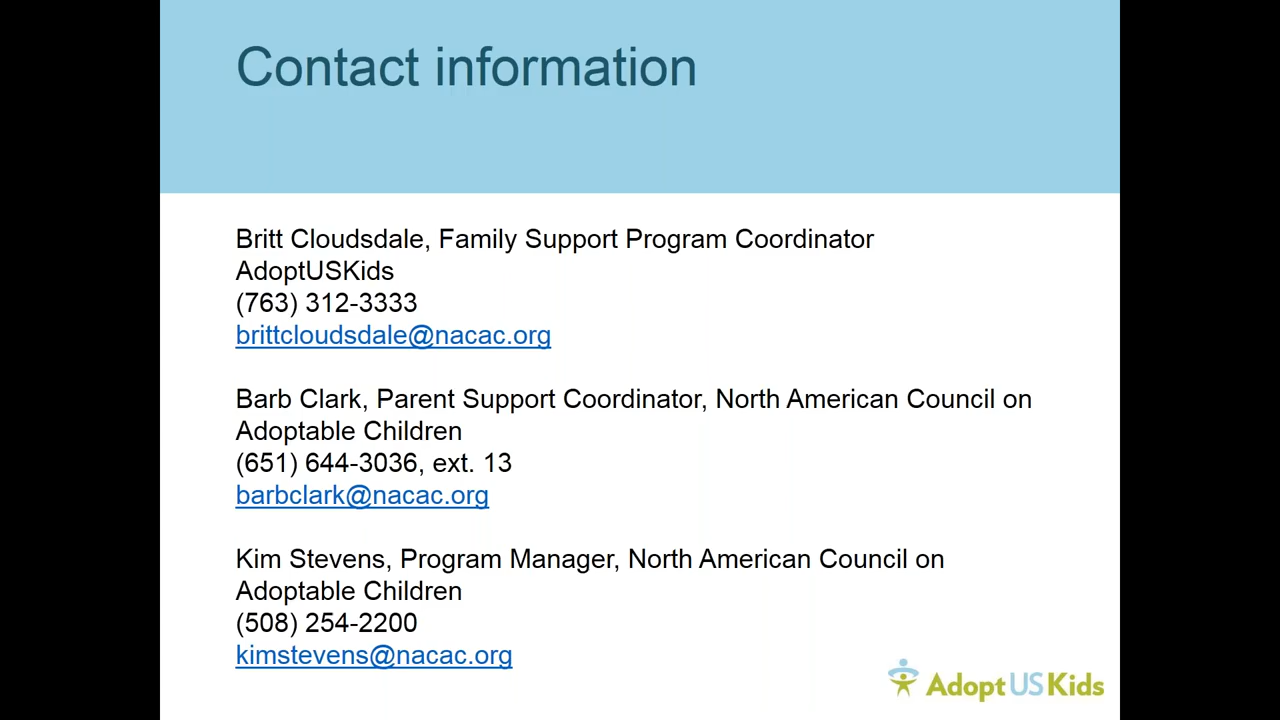 Contact information
Britt Cloudsdale, Family Support Program Coordinator
AdoptUSKids
(763) 312-3333
brittcloudsdale@nacac.org
Barb Clark, Parent Support Coordinator, North American Council on
Adoptable Children
(651) 644-3036, ext. 13
barbclark@nacac.org
Kim Stevens, Program Manager, North American Council on
Adoptable Children
(508) 254-2200
kimstevens@nacac.org
AdoptUSKids